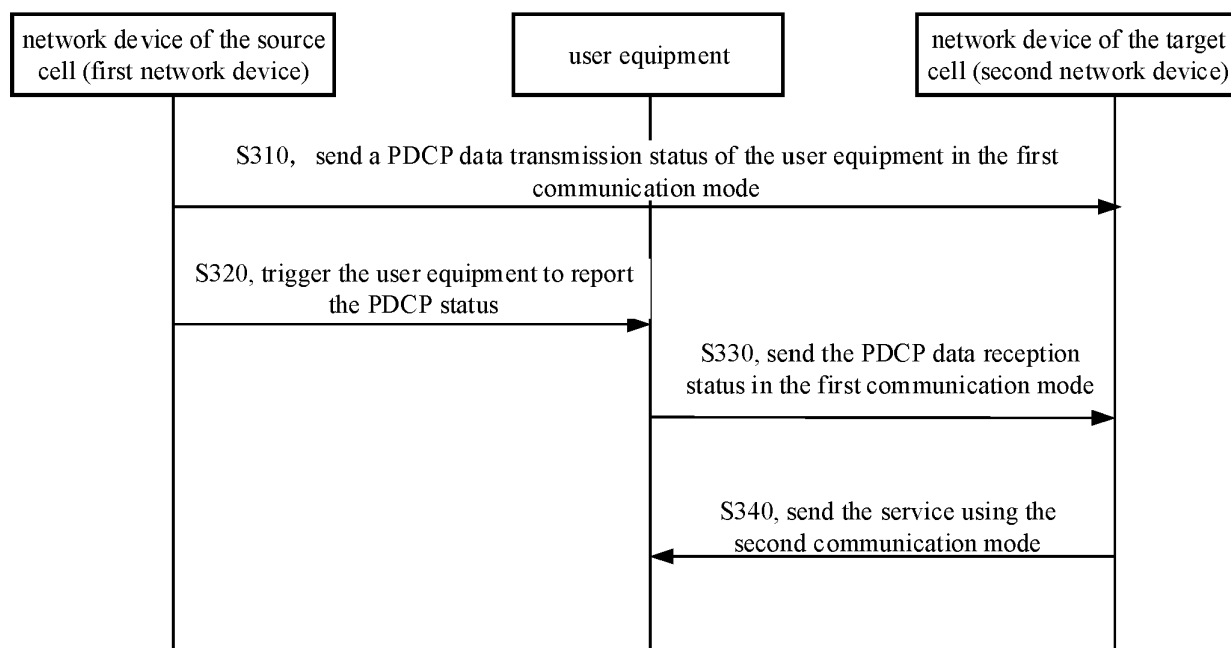 network device of the source
cell (first network device)
user equipment
network device of the target
cell (second network device)
S310, send a PDCP data transmission status of the user equipment in the first
communication mode
S320, trigger the user equipment to report
the PDCP status
S330, send the PDCP data reception
status in the first communication mode
S340, send the service using the
second communication mode